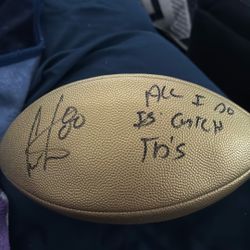 80
ALL I DO
IS CATCH
TD'S